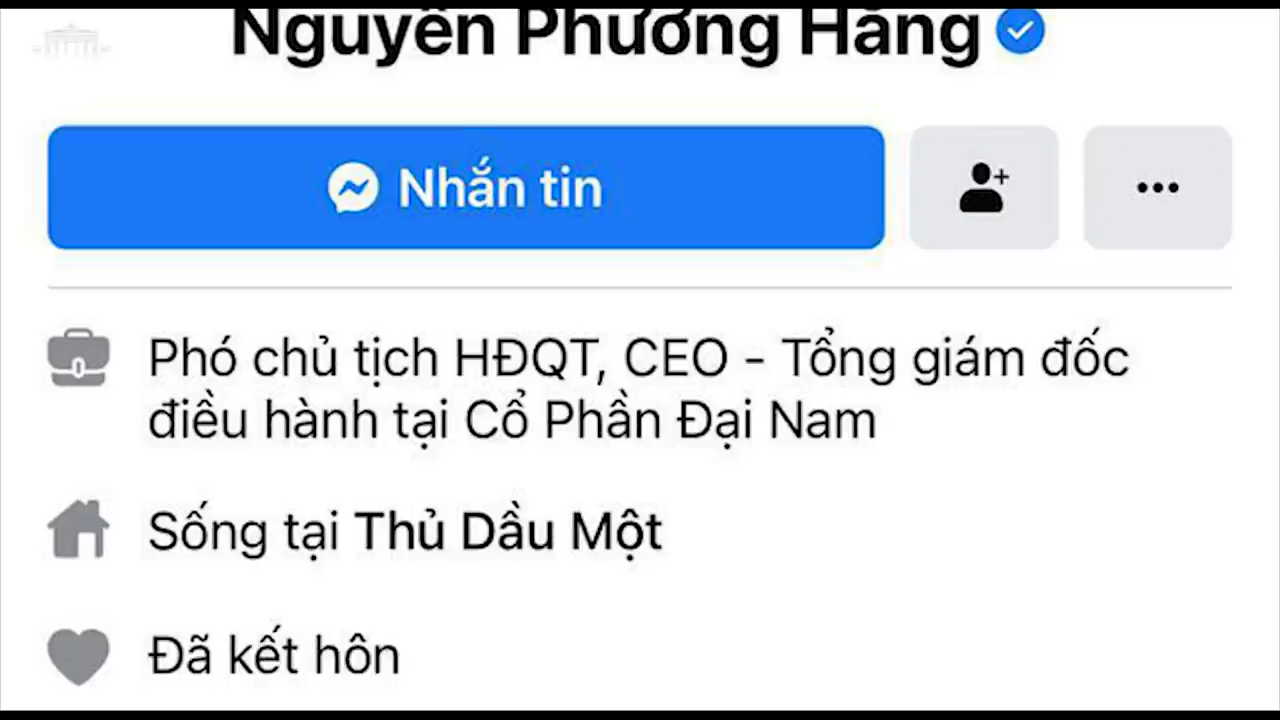 Nguyễn Phương Hằng
Nhắn tin
Phó chủ tịch HĐQT, CEO - Tổng giám đốc
điều hành tại Cổ Phần Đại Nam
Sống tại Thủ Dầu Một
Đã kết hôn